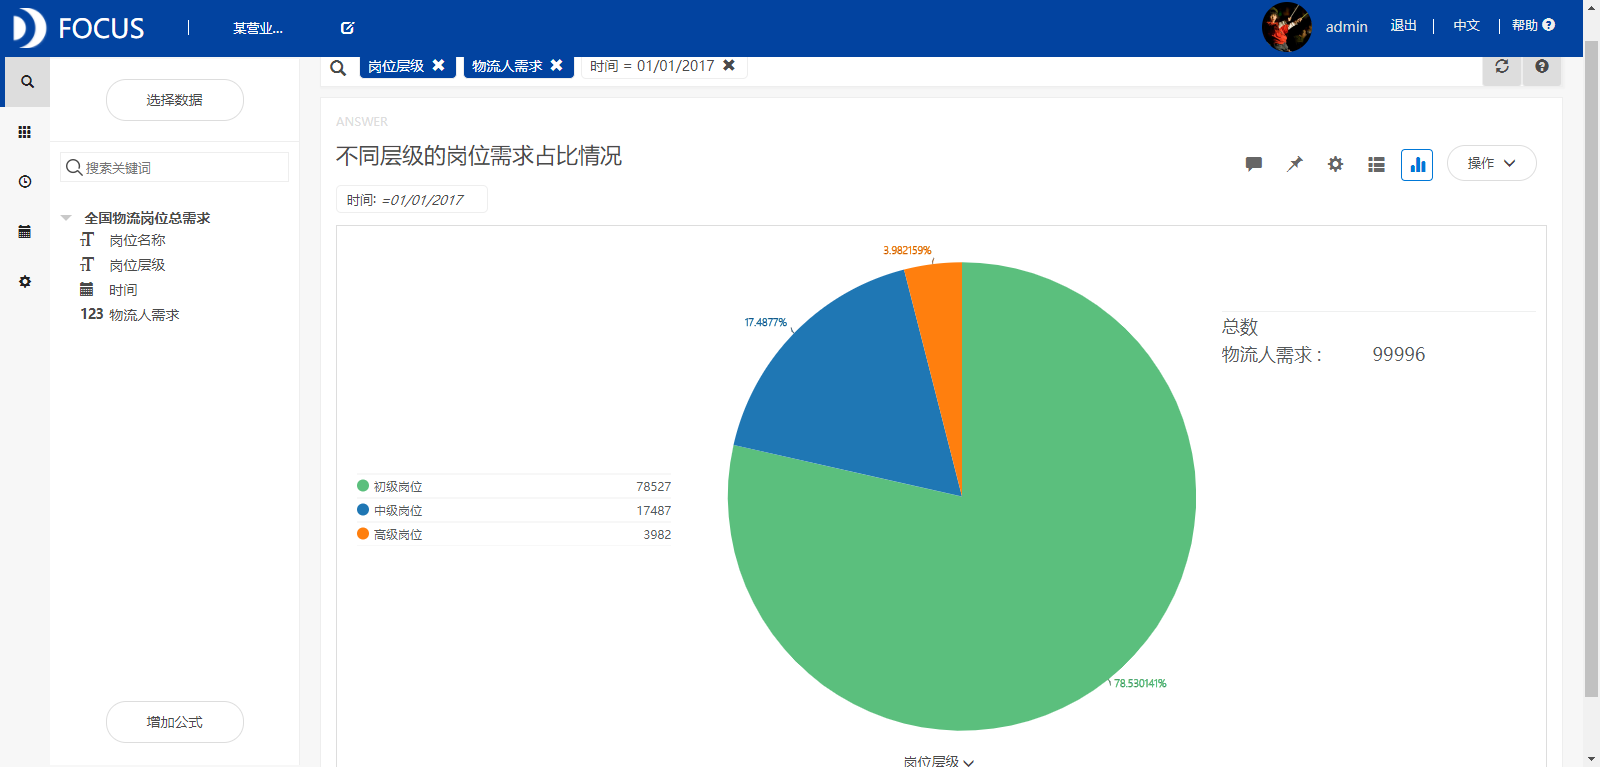 FOCUS
某营业...
admin
退出
中文
帮助
选择数据
搜索关键词
全国物流岗位总需求
岗位名称
岗位层级
时间
123 物流人需求
增加公式
岗位层级
物流人需求
时间 = 01/01/2017
ANSWER
不同层级的岗位需求占比情况
操作
时间: =01/01/2017
3.982159%
17.4877%
78.530141%
初级岗位 78527
中级岗位 17487
高级岗位 3982
总数
物流人需求 : 99996
岗位层级